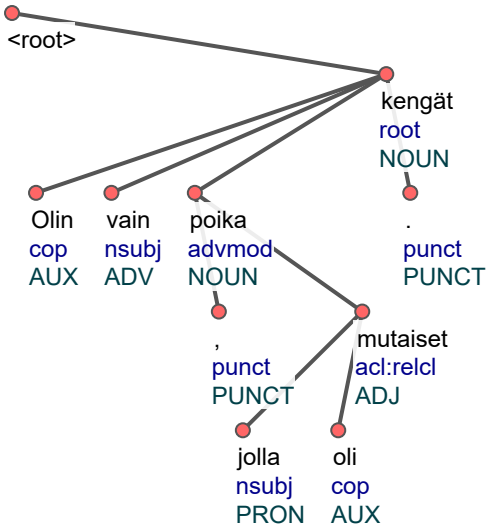 <root>
kengät
root
NOUN
Olin vain poika .
cop nsubj advmod punct
AUX ADV NOUN PUNCT
, mutaiset
punct acl:relcl
PUNCT ADJ
jolla oli
nsubj cop
PRON AUX